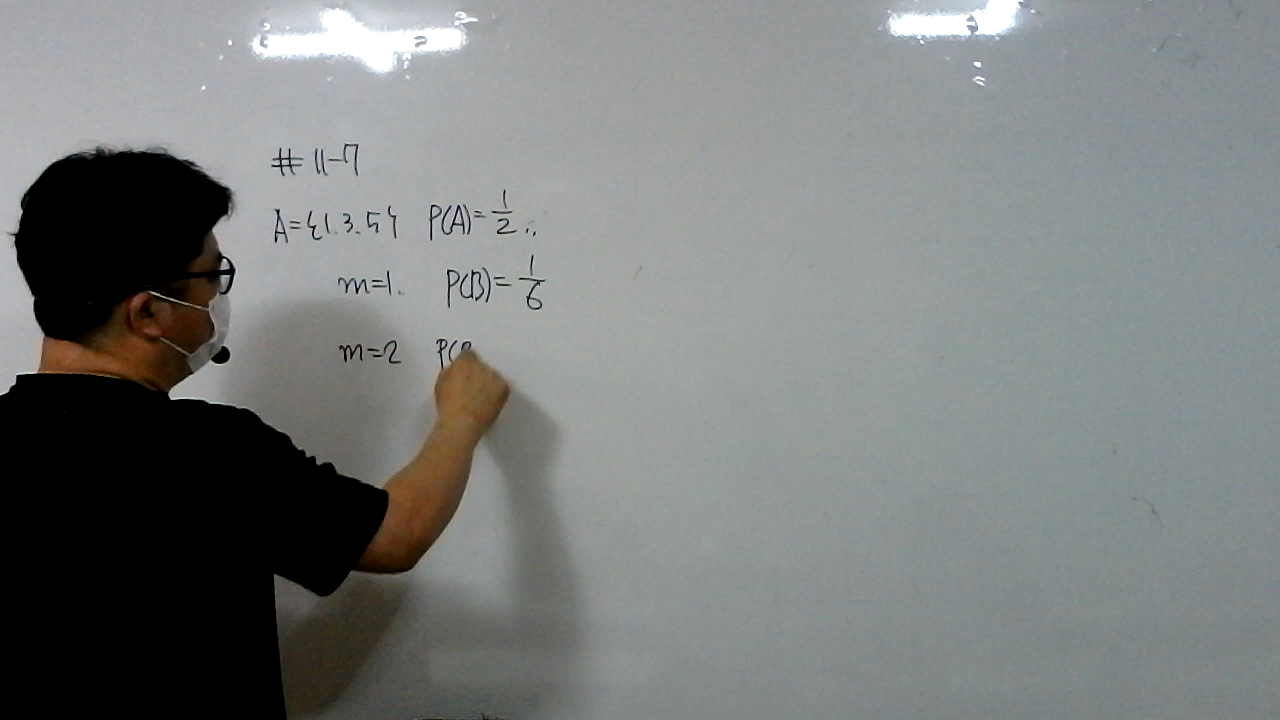 # 11-7
A={1.3.5} P(A)=1/2 ..
m=1. P(B)=1/6
m=2 P(B